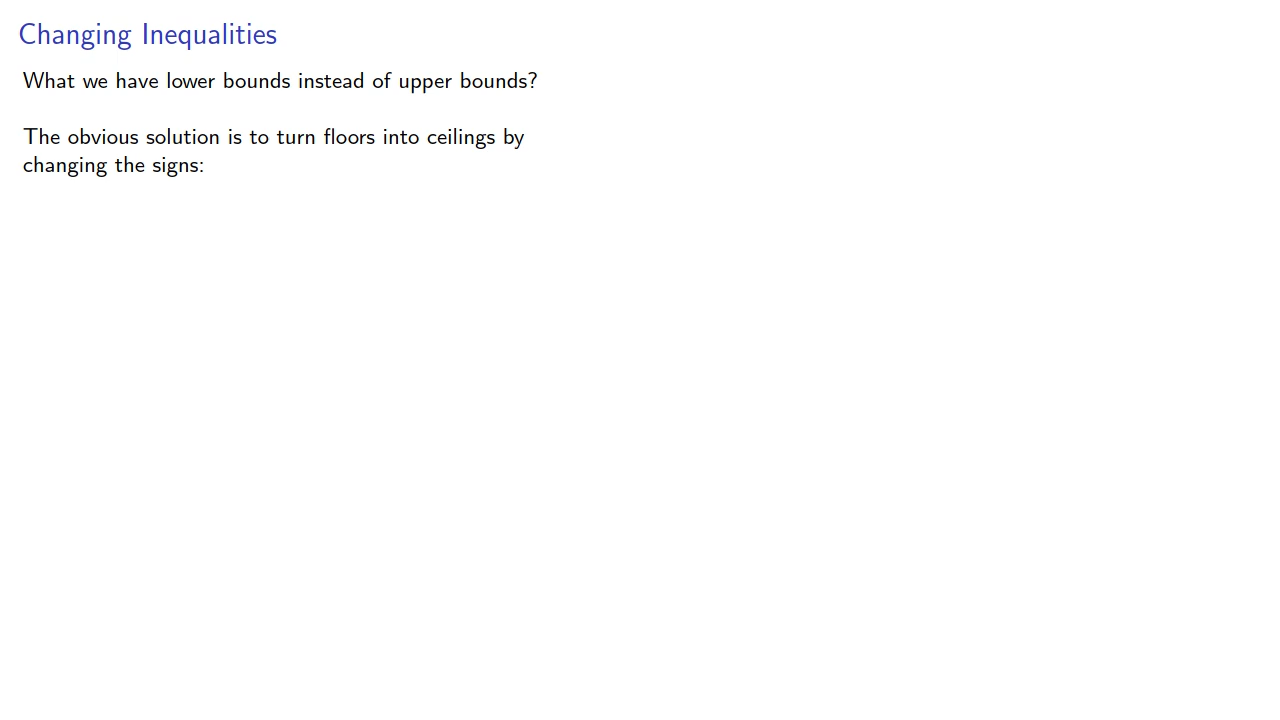 Changing Inequalities
What we have lower bounds instead of upper bounds?
The obvious solution is to turn floors into ceilings by
changing the signs: